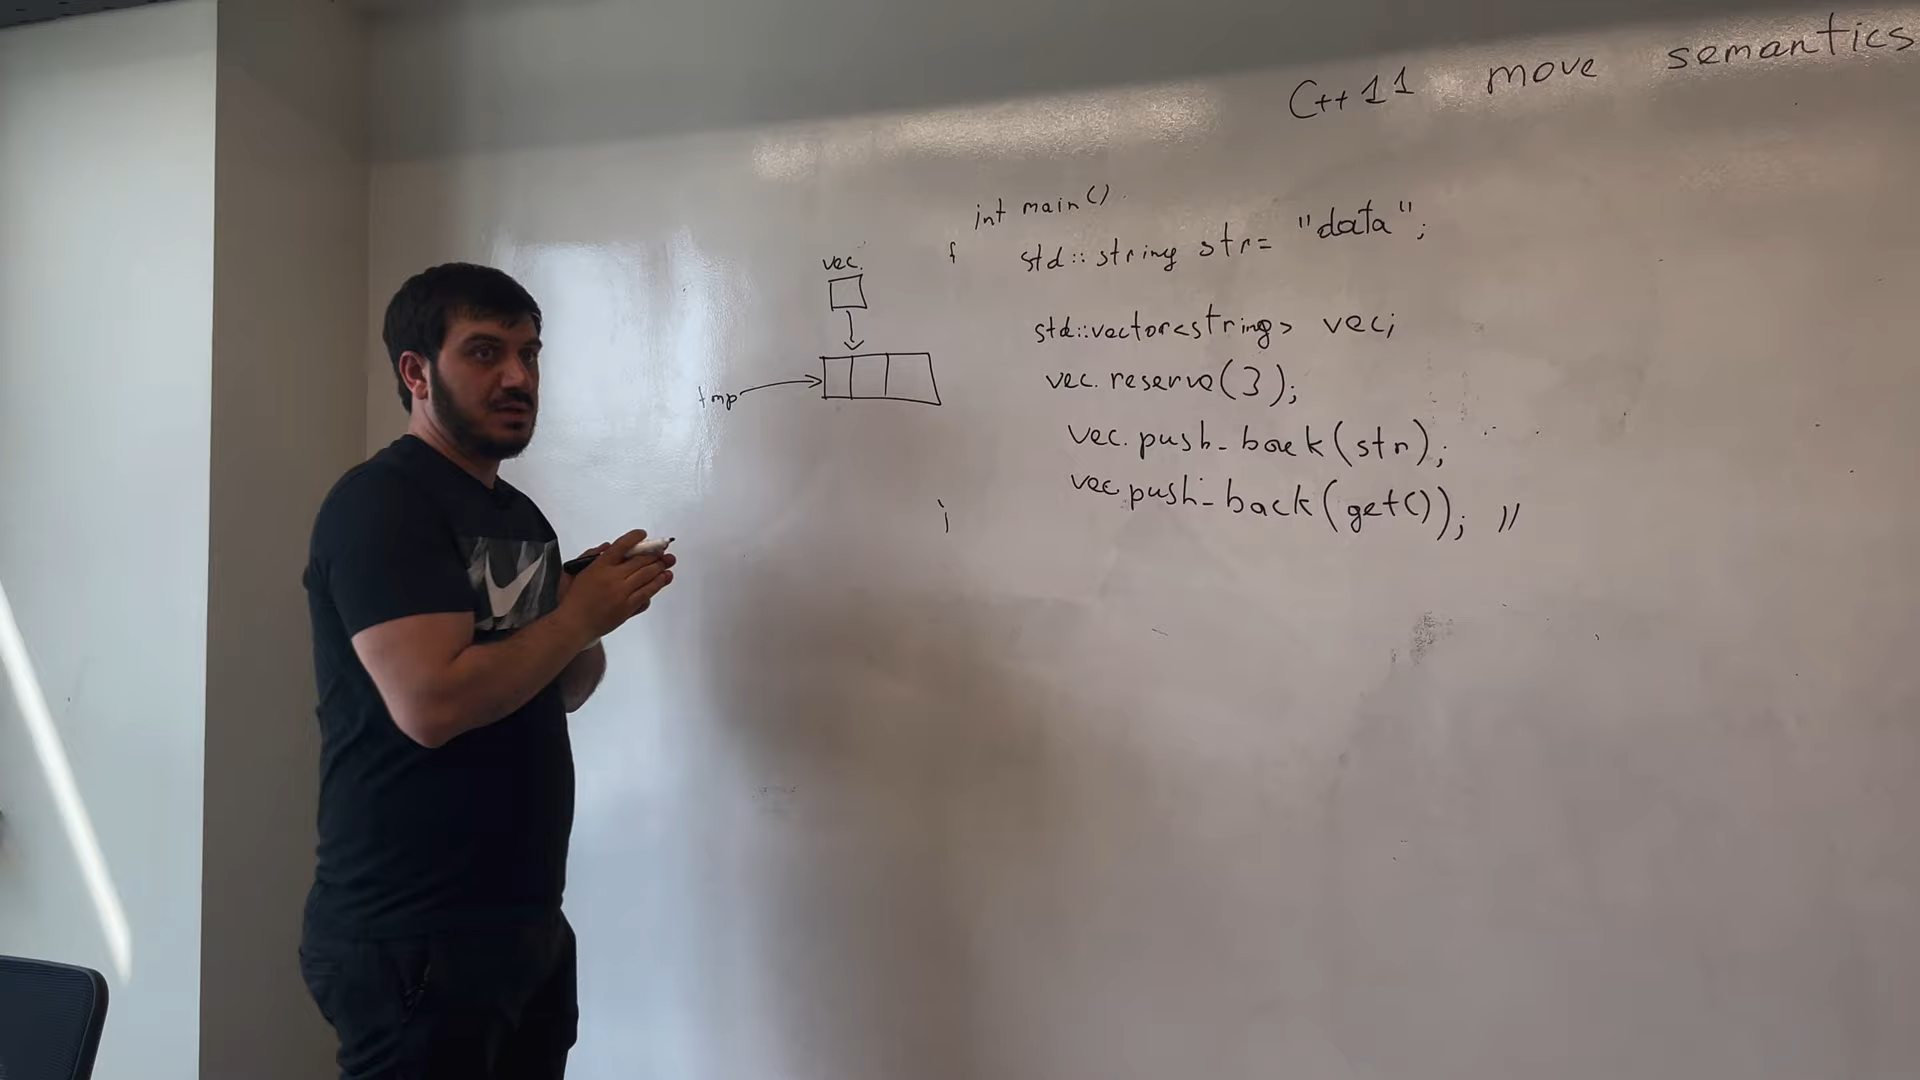 C++11 move semantics
int main()
{ std::string str= "data";
vec.
std::vector<string> vec;
vec.reserve(3);
tmp
vec.push_back(str);
vec.push_back(get()); //